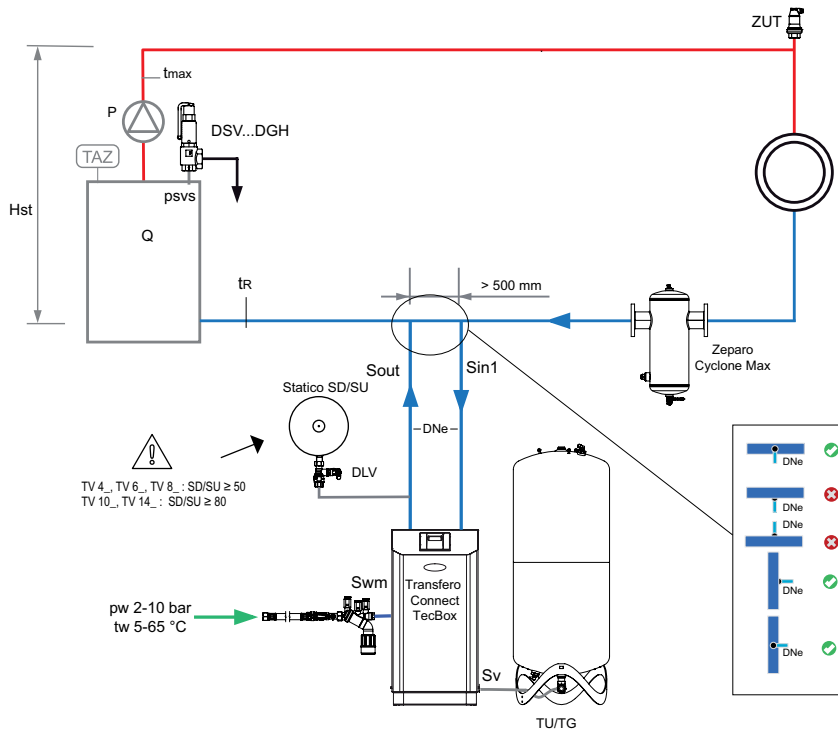 ZUT
tmax
P
DSV...DGH
TAZ
psvs
Hst
Q
tR
> 500 mm
Zeparo
Cyclone Max
Sout
Sin1
Statico SD/SU
DNe
DLV
TV 4_, TV 6_, TV 8_ : SD/SU ≥ 50
TV 10_, TV 14_ : SD/SU ≥ 80
DNe
DNe
DNe
DNe
DNe
Swm
Transfero
Connect
TecBox
pw 2-10 bar
tw 5-65 °C
Sv
TU/TG